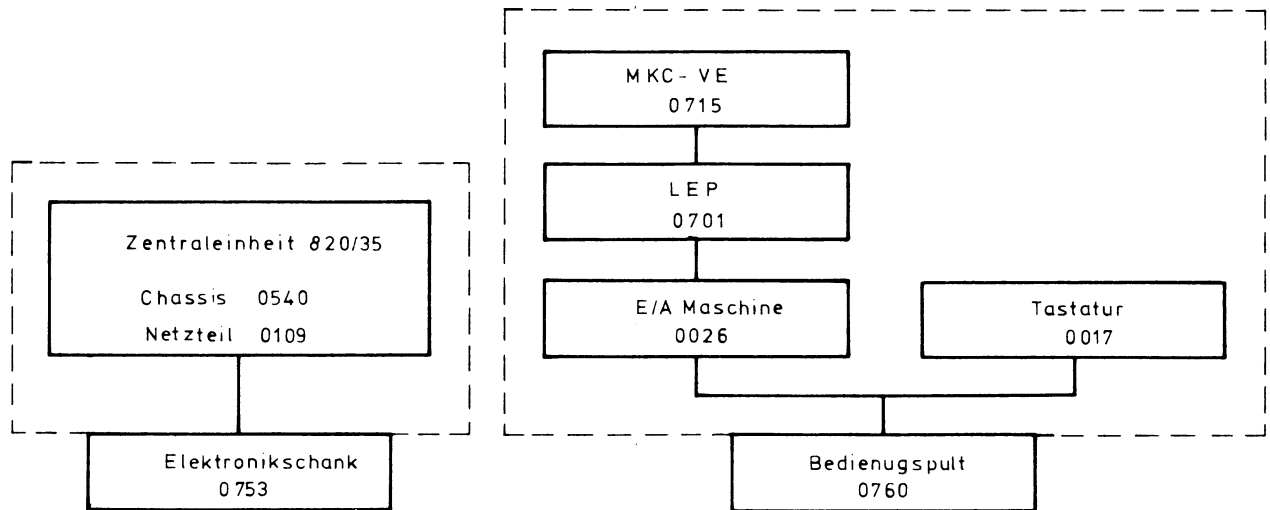 MKC-VE
0715
LEP
0701
Zentraleinheit 820/35
Chassis 0540
Netzteil 0109
E/A Maschine
0026
Tastatur
0017
Elektronikschank
0753
Bedienugspult
0760